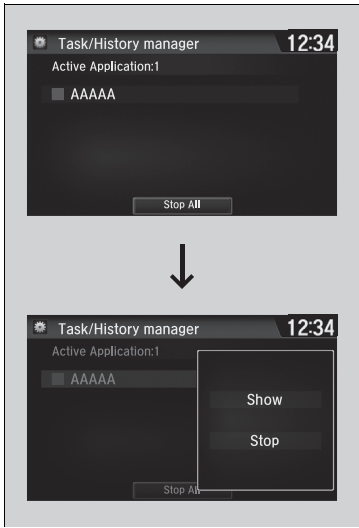 Task/History manager 12:34
Active Application:1
AAAAA
Stop All
Task/History manager 12:34
Active Application:1
AAAAA
Show
Stop
Stop All